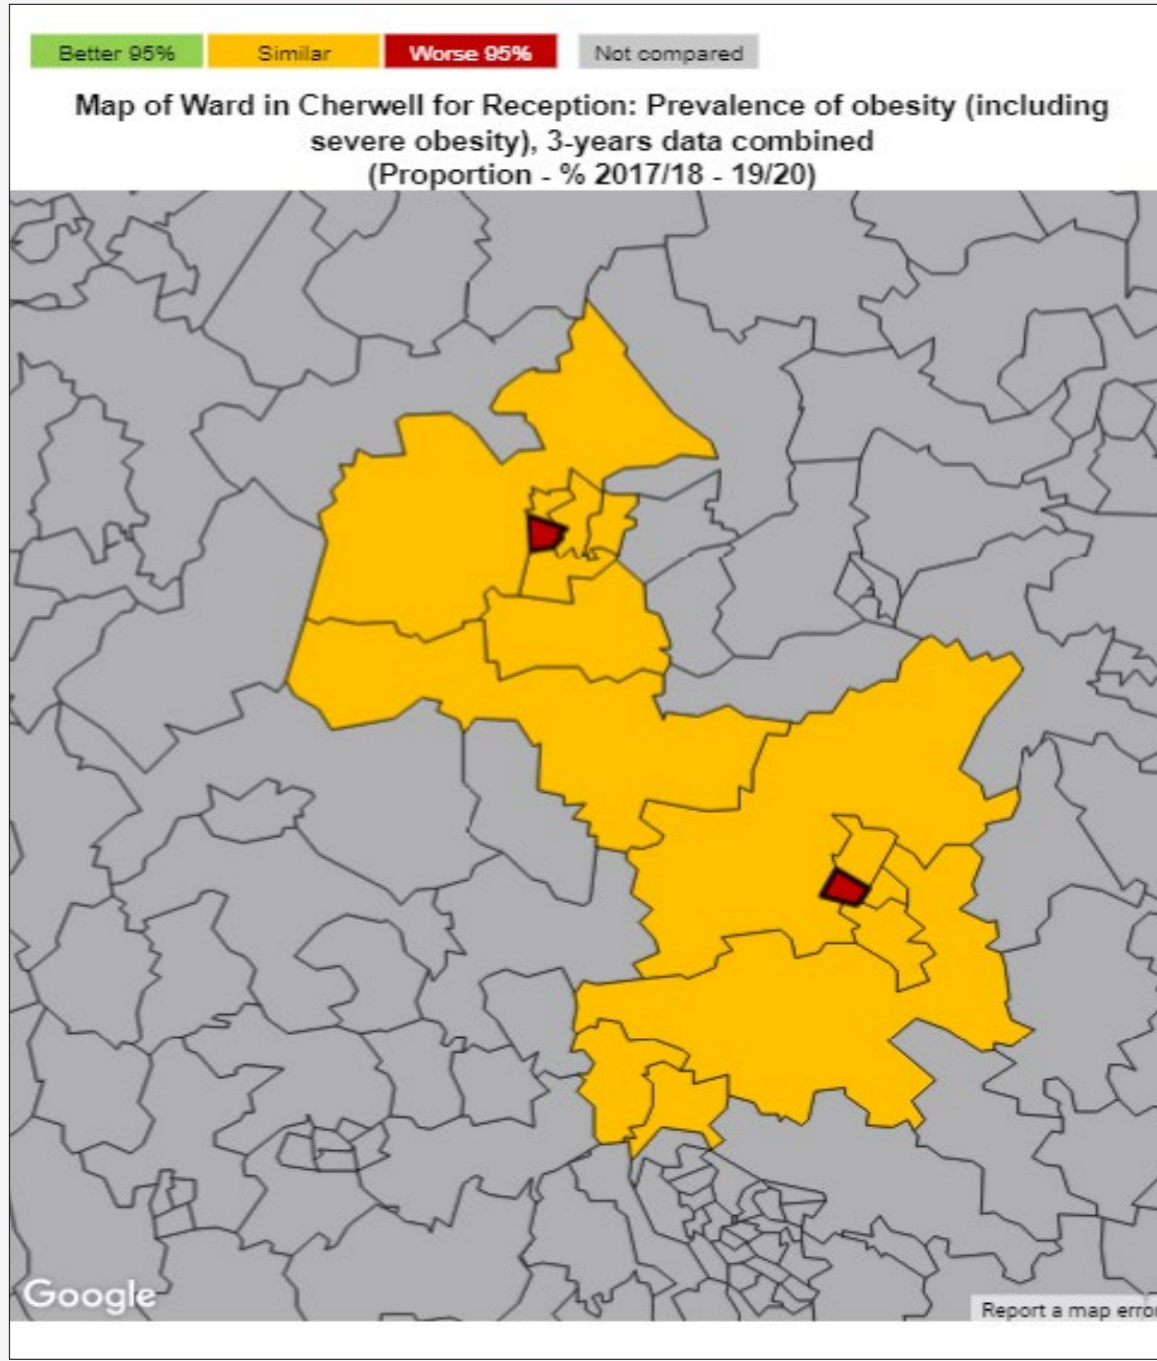 Better 95% Similar Worse 95% Not compared
Map of Ward in Cherwell for Reception: Prevalence of obesity (including
severe obesity), 3-years data combined
(Proportion - % 2017/18 - 19/20)
Google
Report a map error